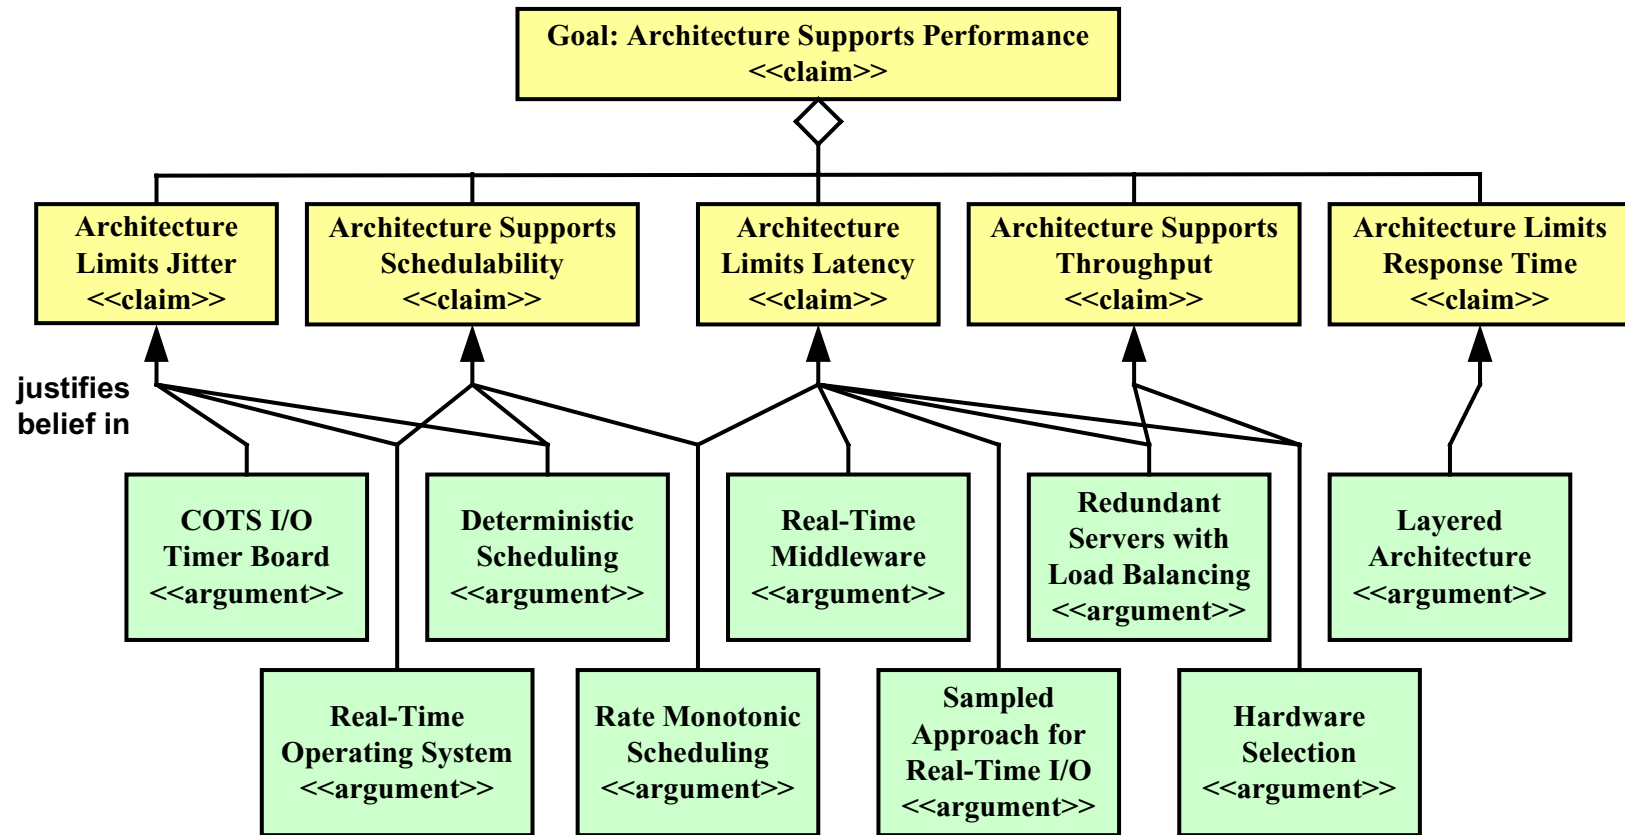 Goal: Architecture Supports Performance
<<claim>>
Architecture
Limits Jitter
<<claim>>
Architecture Supports
Schedulability
<<claim>>
Architecture
Limits Latency
<<claim>>
Architecture Supports
Throughput
<<claim>>
Architecture Limits
Response Time
<<claim>>
justifies
belief in
COTS I/O
Timer Board
<<argument>>
Deterministic
Scheduling
<<argument>>
Real-Time
Middleware
<<argument>>
Redundant
Servers with
Load Balancing
<<argument>>
Layered
Architecture
<<argument>>
Real-Time
Operating System
<<argument>>
Rate Monotonic
Scheduling
<<argument>>
Sampled
Approach for
Real-Time I/O
<<argument>>
Hardware
Selection
<<argument>>